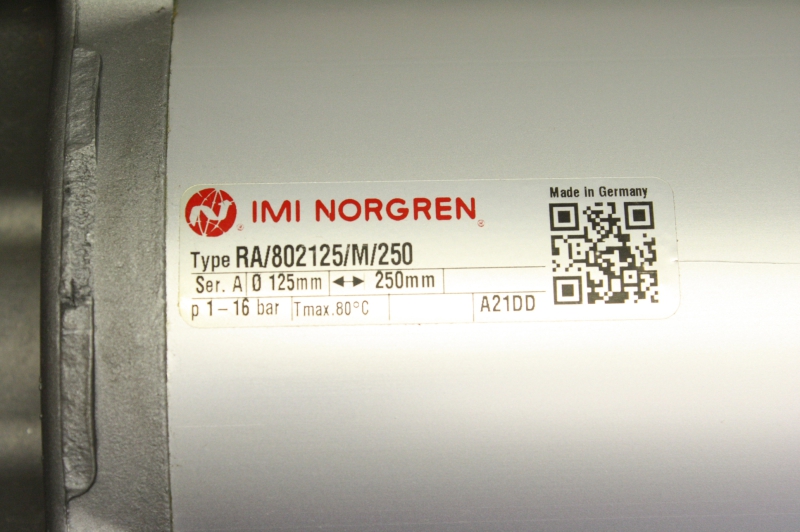 Made in Germany
IMI NORGREN®
Type RA/802125/M/250
Ser. A Ø 125mm ◄─► 250mm
p 1-16 bar Tmax.80°C A21DD